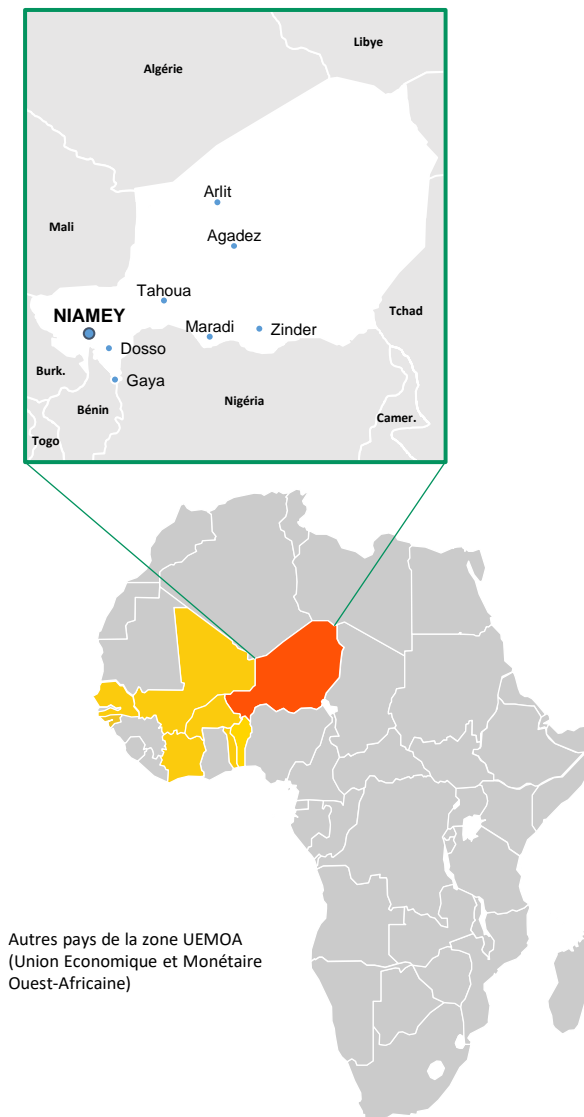 Libye
Algérie
Arlit
Mali
Agadez
Tahoua
Tchad
NIAMEY
Maradi
Zinder
Dosso
Burk.
Gaya
Nigéria
Bénin
Camer.
Togo
Autres pays de la zone UEMOA
(Union Economique et Monétaire
Ouest-Africaine)